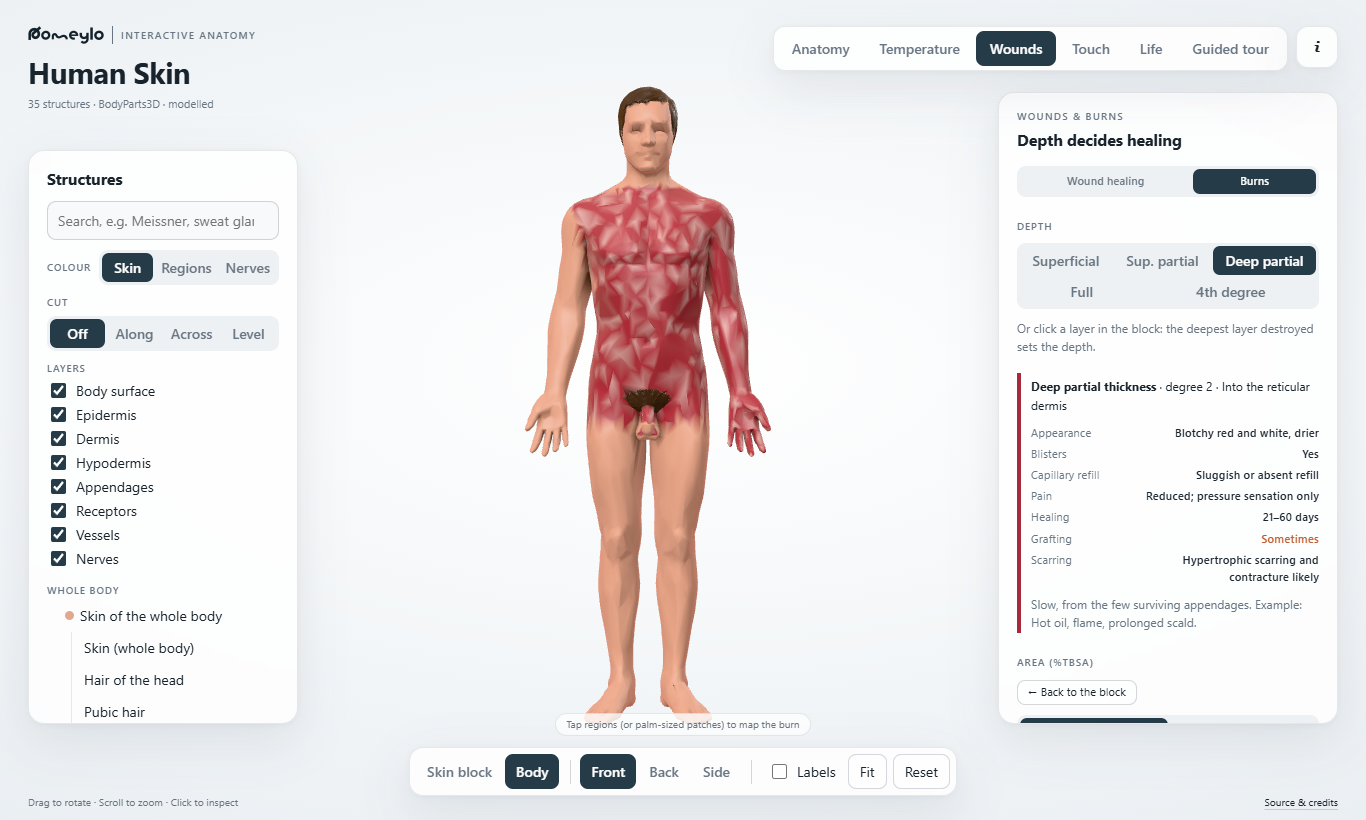 Pomeylo
INTERACTIVE ANATOMY
Human Skin
35 structures · BodyParts3D · modelled
Anatomy
Temperature
Wounds
Touch
Life
Guided tour
i
Structures
Search, e.g. Meissner, sweat glar
COLOUR
Skin
Regions
Nerves
CUT
Off
Along
Across
Level
LAYERS
Body surface
Epidermis
Dermis
Hypodermis
Appendages
Receptors
Vessels
Nerves
WHOLE BODY
Skin of the whole body
Skin (whole body)
Hair of the head
Pubic hair
WOUNDS & BURNS
Depth decides healing
Wound healing
Burns
DEPTH
Superficial
Sup. partial
Deep partial
Full
4th degree
Or click a layer in the block: the deepest layer destroyed
sets the depth.
Deep partial thickness · degree 2 · Into the reticular
dermis
Appearance Blotchy red and white, drier
Blisters Yes
Capillary refill Sluggish or absent refill
Pain Reduced; pressure sensation only
Healing 21–60 days
Grafting Sometimes
Scarring Hypertrophic scarring and
contracture likely
Slow, from the few surviving appendages. Example:
Hot oil, flame, prolonged scald.
AREA (%TBSA)
← Back to the block
Tap regions (or palm-sized patches) to map the burn
Skin block
Body
Front
Back
Side
Labels
Fit
Reset
Drag to rotate · Scroll to zoom · Click to inspect
Source & credits